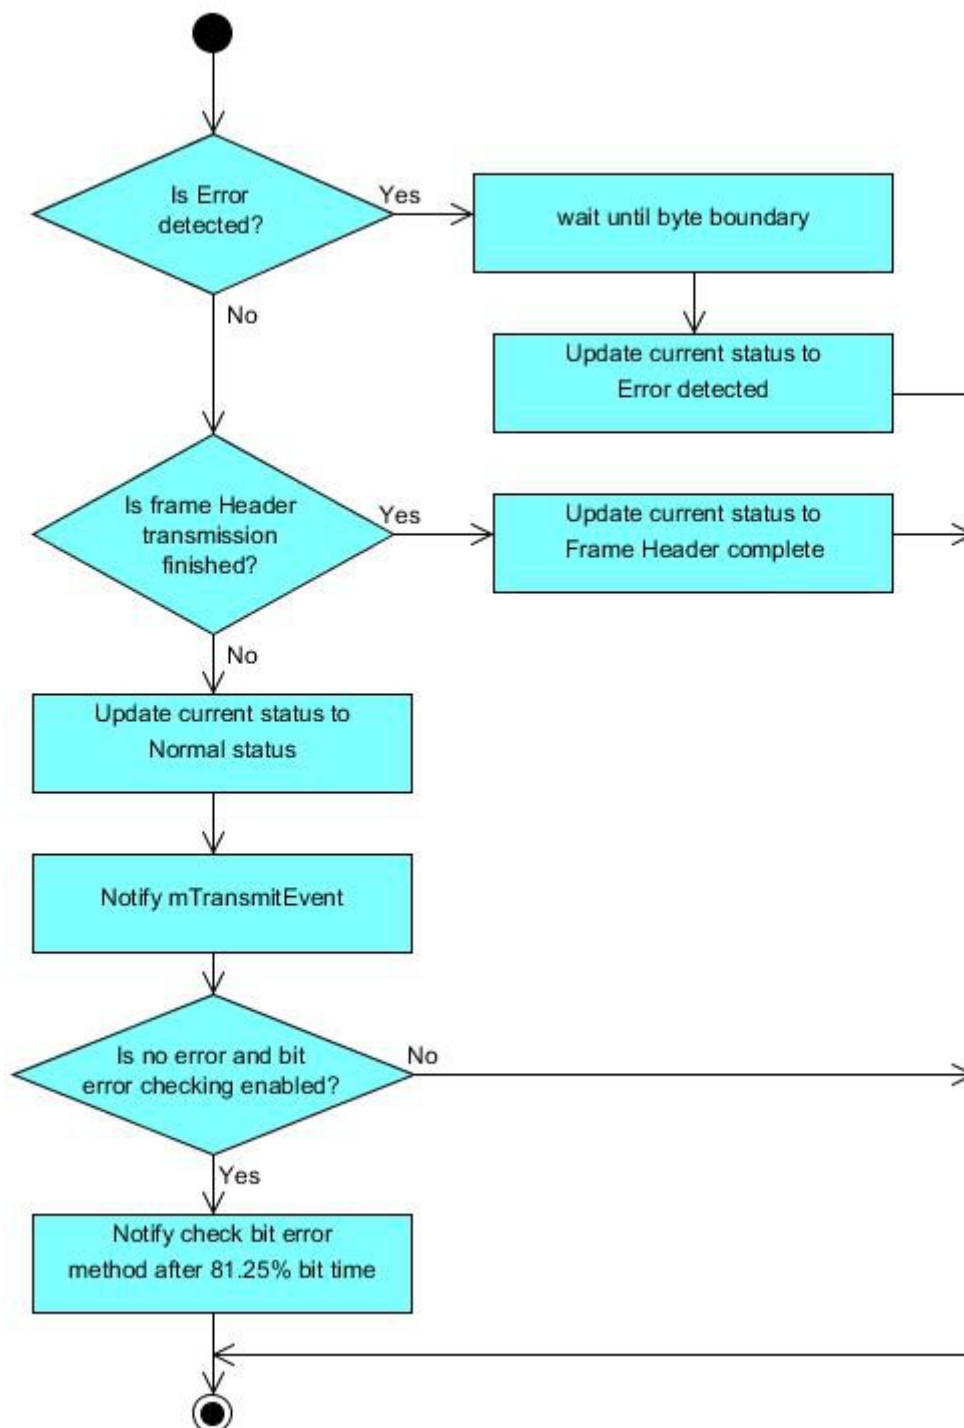 Is Error
detected?
Yes
wait until byte boundary
No
Update current status to
Error detected
Is frame Header
transmission
finished?
Yes
Update current status to
Frame Header complete
No
Update current status to
Normal status
Notify mTransmitEvent
Is no error and bit
error checking enabled?
No
Yes
Notify check bit error
method after 81.25% bit time